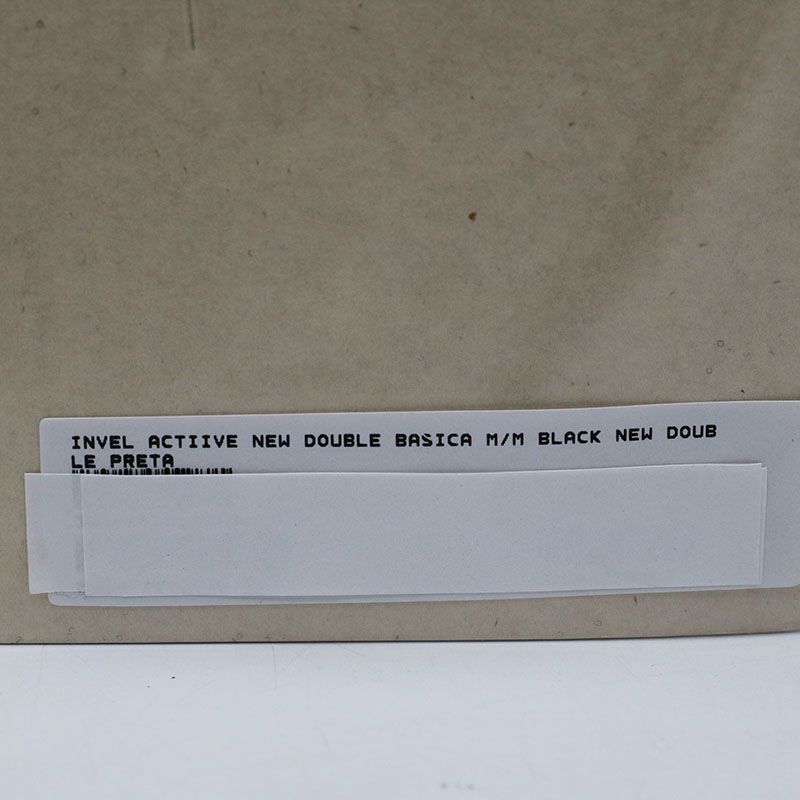 INVEL ACTIIVE NEW DOUBLE BASICA M/M BLACK NEW DOUB
LE PRETA